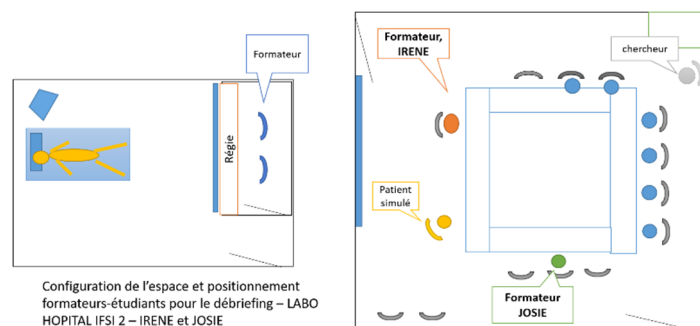 Formateur
Régie
Configuration de l'espace et positionnement
formateurs-étudiants pour le débriefing – LABO
HOPITAL IFSI 2 – IRENE et JOSIE
Formateur,
IRENE
chercheur
Patient
simulé
Formateur
JOSIE